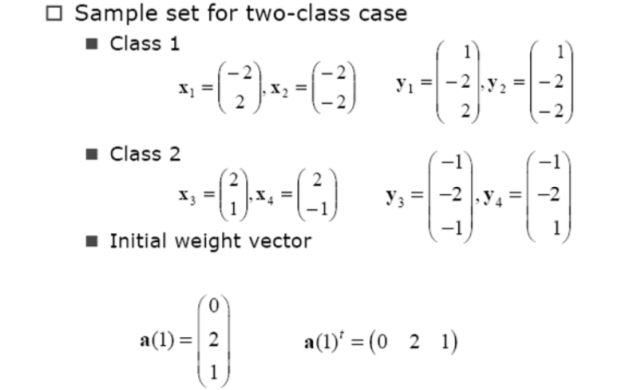 □ Sample set for two-class case
■ Class 1
x₁ = (−2 2), x₂ = (−2 −2) y₁ = (1 −2 2), y₂ = (1 −2 −2)
■ Class 2
x₃ = (2 1), x₄ = (2 −1) y₃ = (−1 −2 −1), y₄ = (−1 −2 1)
■ Initial weight vector
a(1) = (0 2 1) a(1)ᵗ = (0 2 1)